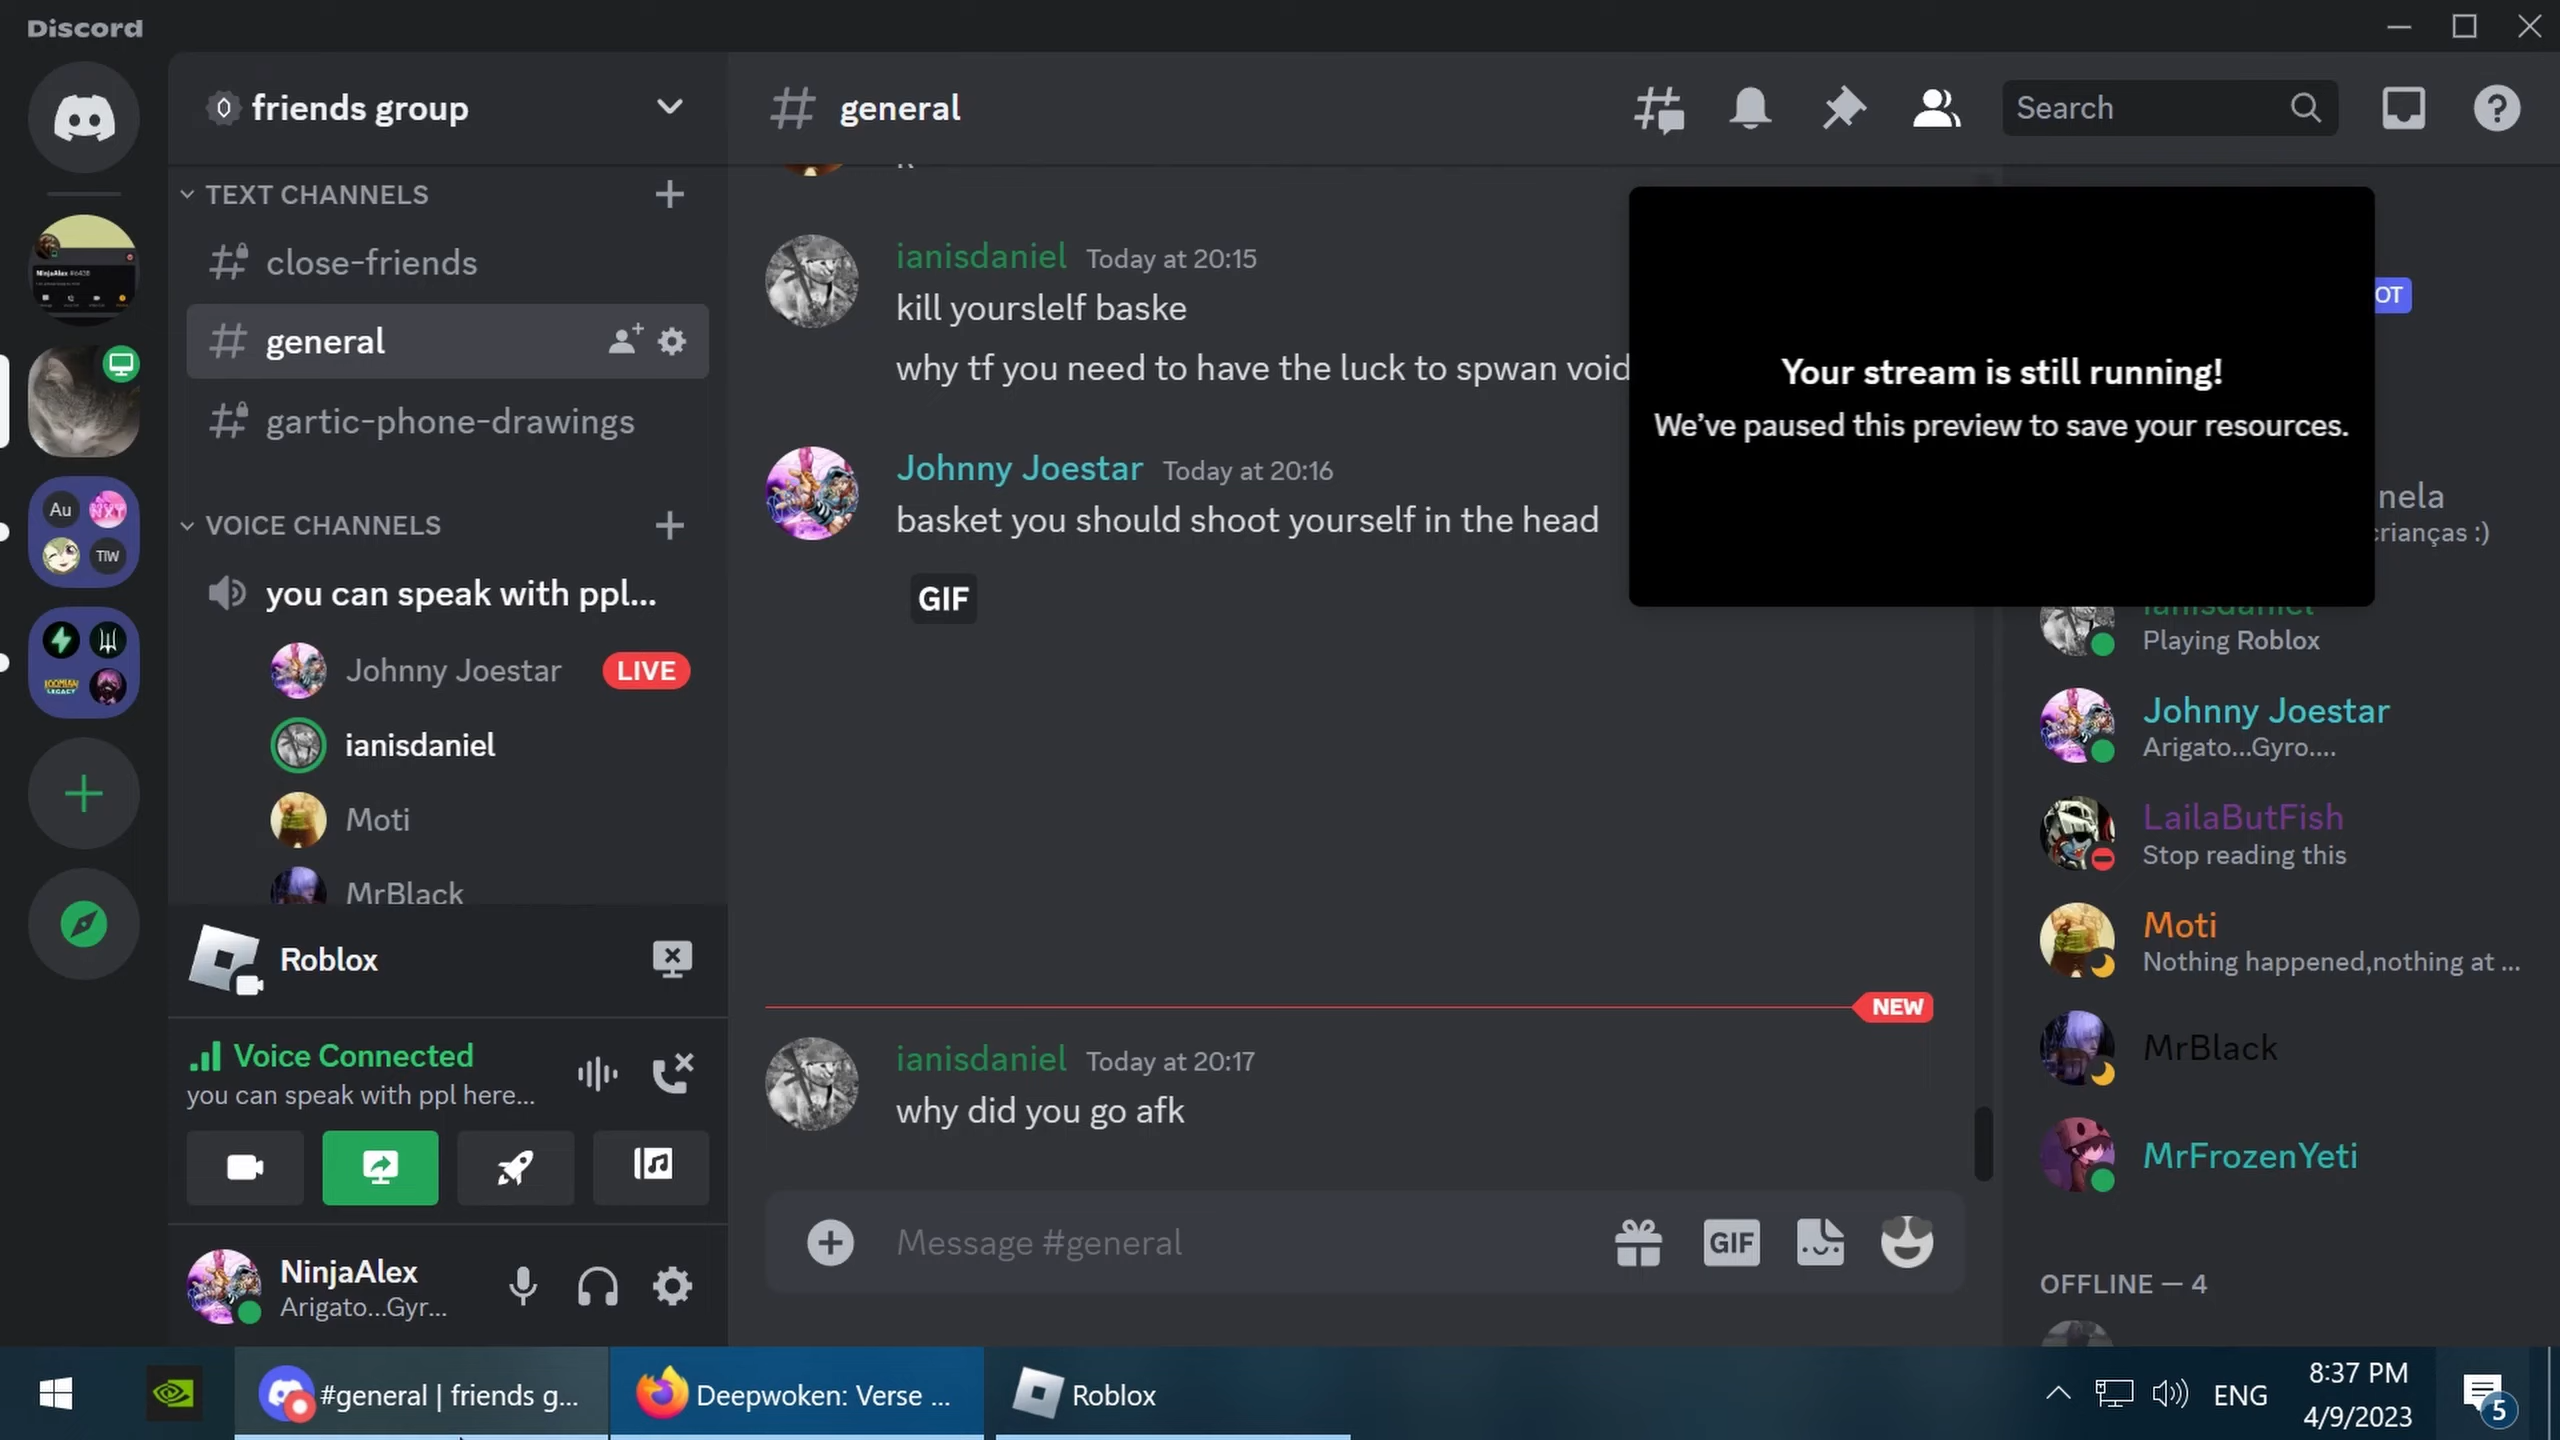 Discord
friends group
general
Search
TEXT CHANNELS
close-friends
general
gartic-phone-drawings
VOICE CHANNELS
you can speak with ppl...
Johnny Joestar LIVE
ianisdaniel
Moti
MrBlack
Roblox
Voice Connected
you can speak with ppl here...
NinjaAlex
Arigato...Gyr...
Au
TIW
LOOMIAN
LEGACY
ianisdaniel Today at 20:15
kill yourslelf baske
why tf you need to have the luck to spwan void
Johnny Joestar Today at 20:16
basket you should shoot yourself in the head
GIF
NEW
ianisdaniel Today at 20:17
why did you go afk
Message #general
GIF
Your stream is still running!
We've paused this preview to save your resources.
OT
nela
crianças :)
ianisdaniel
Playing Roblox
Johnny Joestar
Arigato...Gyro....
LailaButFish
Stop reading this
Moti
Nothing happened,nothing at ...
MrBlack
MrFrozenYeti
OFFLINE — 4
#general | friends g...
Deepwoken: Verse ...
Roblox
ENG
8:37 PM
4/9/2023
5